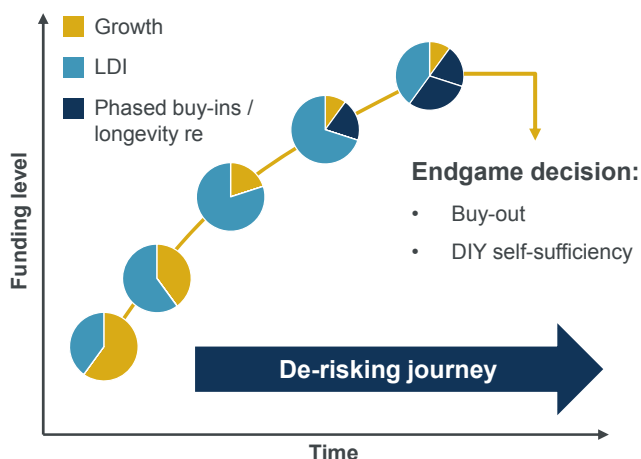 Growth
LDI
Phased buy-ins /
longevity re
Funding level
Endgame decision:
• Buy-out
• DIY self-sufficiency
De-risking journey
Time